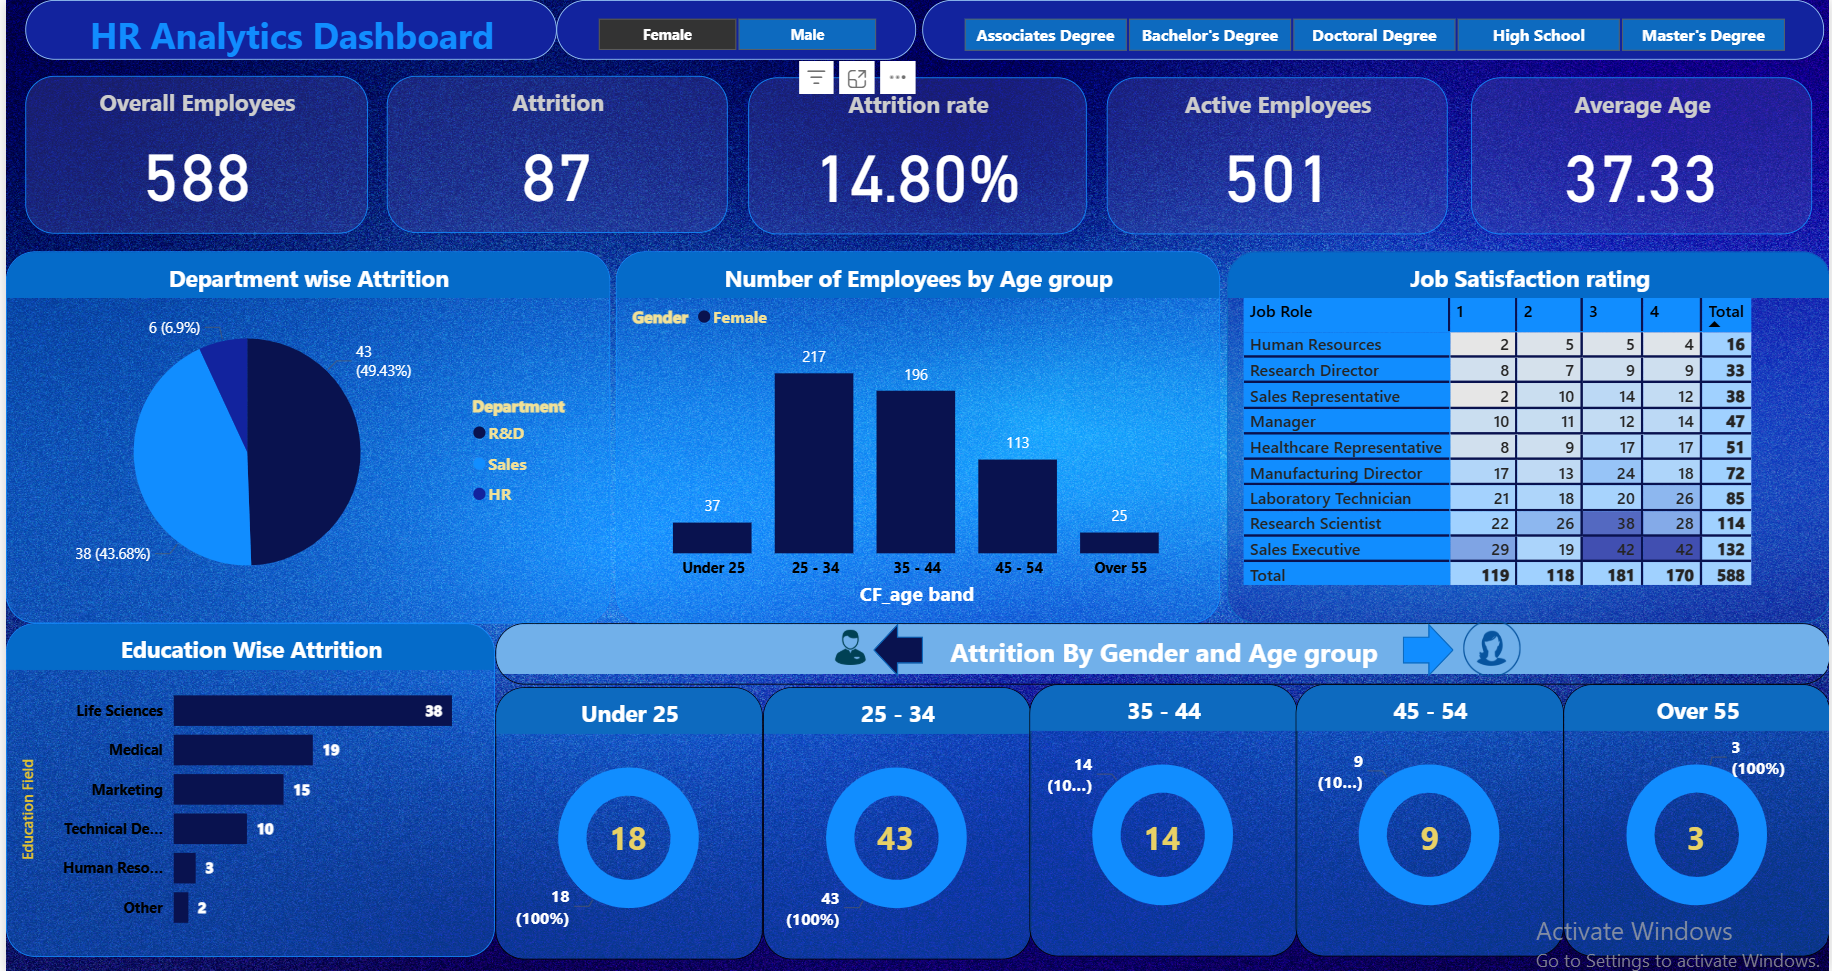 HR Analytics Dashboard
Female Male
Associates Degree Bachelor's Degree Doctoral Degree High School Master's Degree
Overall Employees
588
Attrition
87
Attrition rate
14.80%
Active Employees
501
Average Age
37.33
Department wise Attrition
6 (6.9%)
43
(49.43%)
38 (43.68%)
Department
R&D
Sales
HR
Number of Employees by Age group
Gender Female
217
196
113
37
25
Under 25 25 - 34 35 - 44 45 - 54 Over 55
CF_age band
Job Satisfaction rating
Job Role 1 2 3 4 Total
Human Resources 2 5 5 4 16
Research Director 8 7 9 9 33
Sales Representative 2 10 14 12 38
Manager 10 11 12 14 47
Healthcare Representative 8 9 17 17 51
Manufacturing Director 17 13 24 18 72
Laboratory Technician 21 18 20 26 85
Research Scientist 22 26 38 28 114
Sales Executive 29 19 42 42 132
Total 119 118 181 170 588
Education Wise Attrition
Education Field
Life Sciences 38
Medical 19
Marketing 15
Technical De... 10
Human Reso... 3
Other 2
Attrition By Gender and Age group
Under 25
18
18
(100%)
25 - 34
43
43
(100%)
35 - 44
14
(10...)
14
45 - 54
9
(10...)
9
Over 55
3
(100%)
3
Activate Windows
Go to Settings to activate Windows.